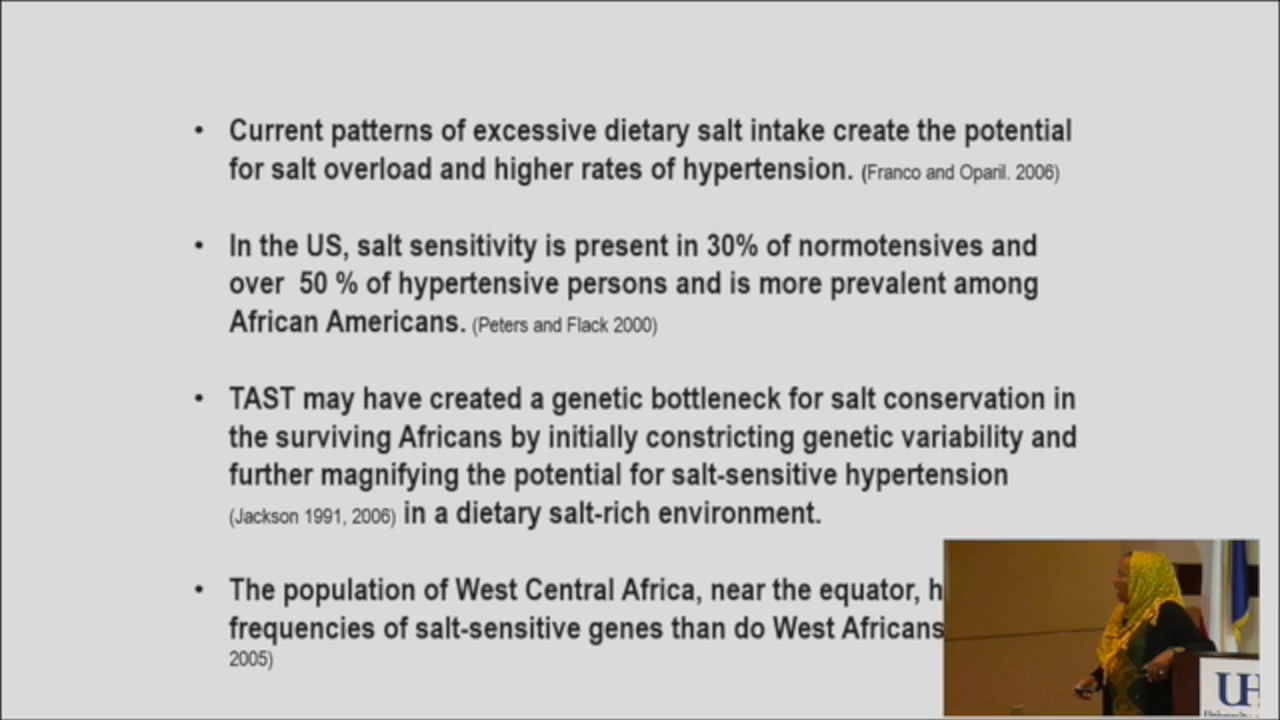 • Current patterns of excessive dietary salt intake create the potential
for salt overload and higher rates of hypertension. (Franco and Oparil. 2006)
• In the US, salt sensitivity is present in 30% of normotensives and
over 50 % of hypertensive persons and is more prevalent among
African Americans. (Peters and Flack 2000)
• TAST may have created a genetic bottleneck for salt conservation in
the surviving Africans by initially constricting genetic variability and
further magnifying the potential for salt-sensitive hypertension
(Jackson 1991, 2006) in a dietary salt-rich environment.
• The population of West Central Africa, near the equator, h
frequencies of salt-sensitive genes than do West Africans
2005)
UH